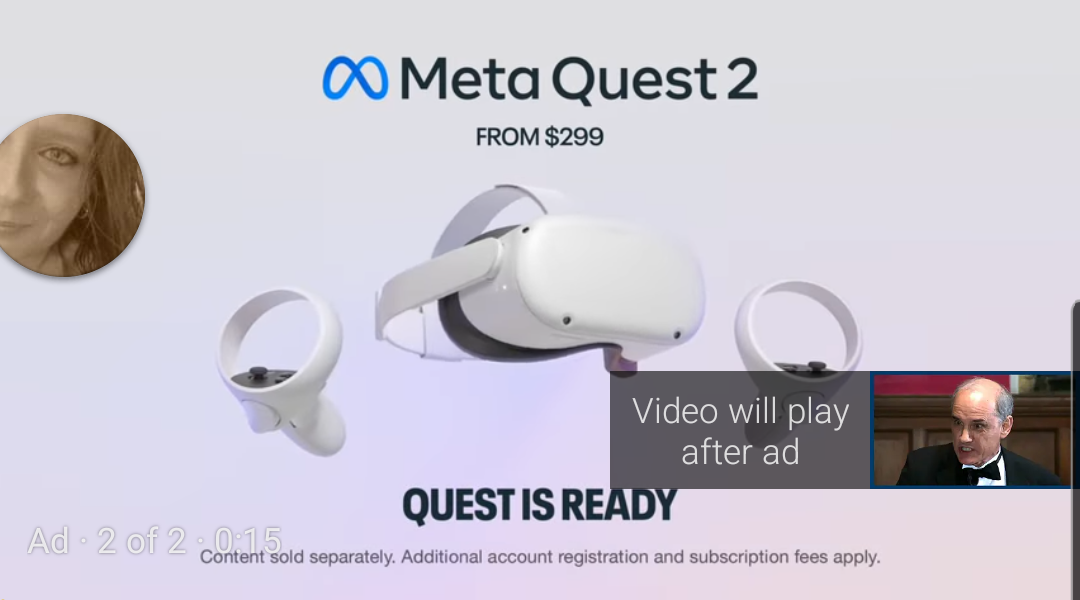 Meta Quest 2
FROM $299
Video will play
after ad
QUEST IS READY
Ad · 2 of 2 · 0:15
Content sold separately. Additional account registration and subscription fees apply.